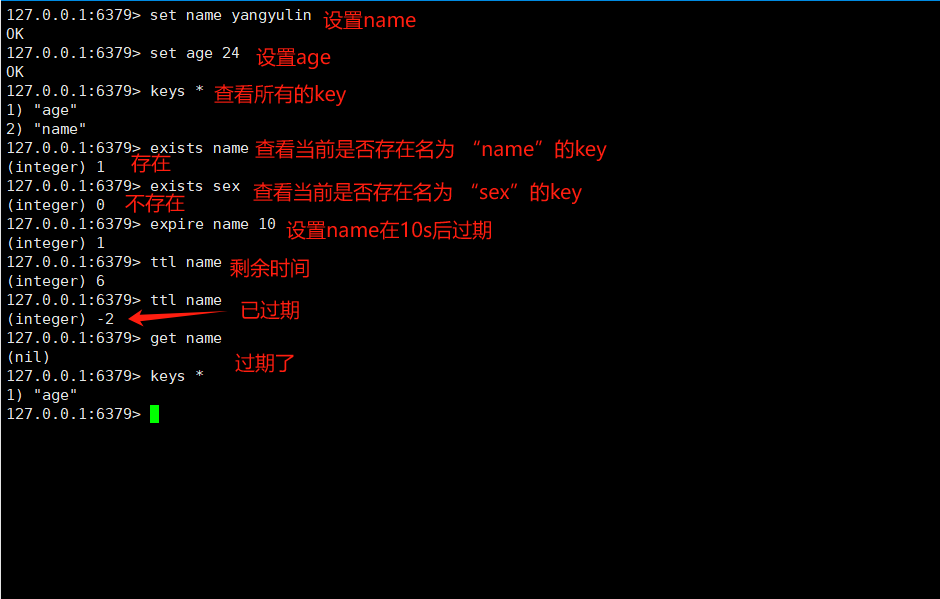 127.0.0.1:6379> set name yangyulin 设置name
OK
127.0.0.1:6379> set age 24 设置age
OK
127.0.0.1:6379> keys * 查看所有的key
1) "age"
2) "name"
127.0.0.1:6379> exists name 查看当前是否存在名为 “name”的key
(integer) 1 存在
127.0.0.1:6379> exists sex 查看当前是否存在名为 “sex”的key
(integer) 0 不存在
127.0.0.1:6379> expire name 10 设置name在10s后过期
(integer) 1
127.0.0.1:6379> ttl name 剩余时间
(integer) 6
127.0.0.1:6379> ttl name
(integer) -2 已过期
127.0.0.1:6379> get name
(nil) 过期了
127.0.0.1:6379> keys *
1) "age"
127.0.0.1:6379>